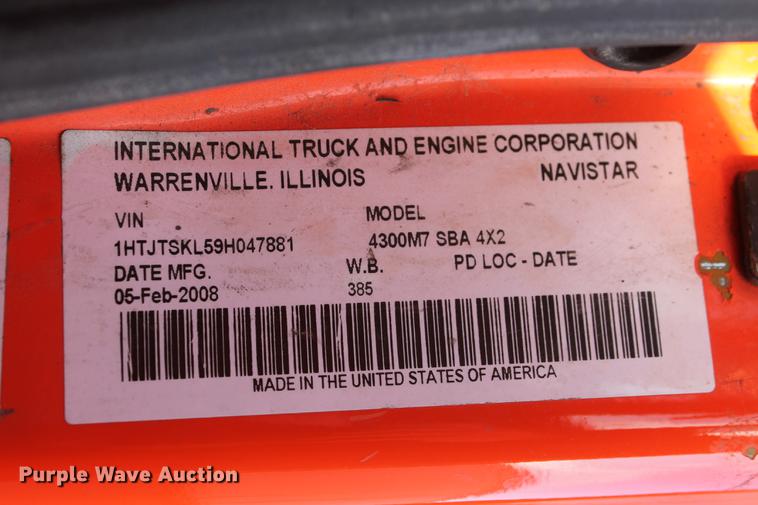 INTERNATIONAL TRUCK AND ENGINE CORPORATION
WARRENVILLE, ILLINOIS NAVISTAR
VIN MODEL
1HTJTSKL59H047881 4300M7 SBA 4X2
DATE MFG. W.B. PD LOC - DATE
05-Feb-2008 385
MADE IN THE UNITED STATES OF AMERICA
Purple Wave Auction